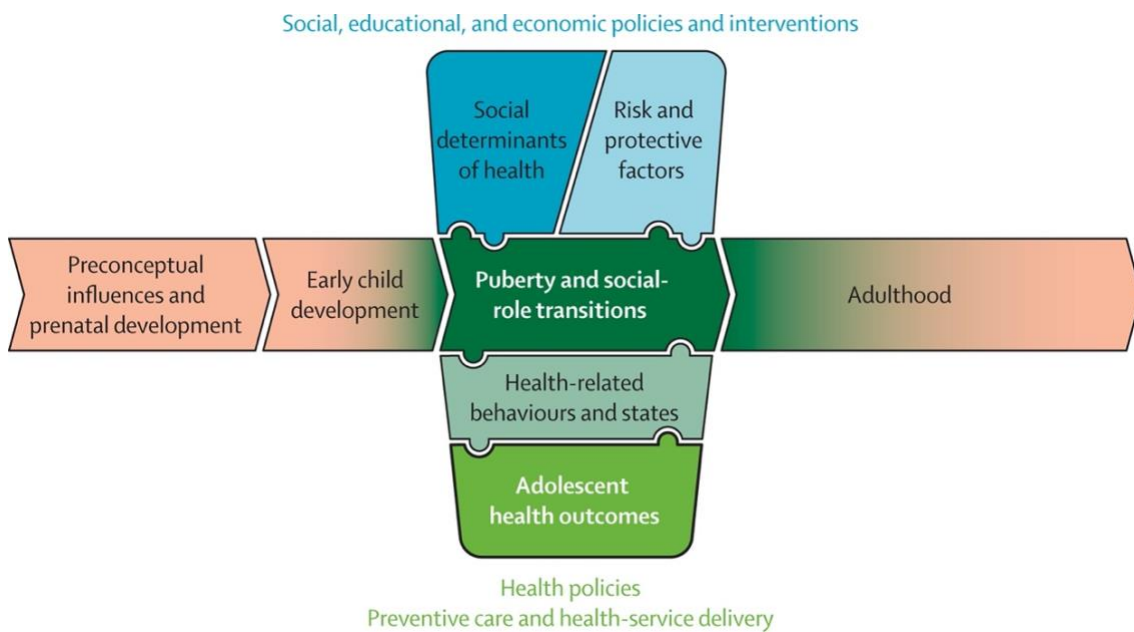 Social, educational, and economic policies and interventions
Social
determinants
of health
Risk and
protective
factors
Preconceptual
influences and
prenatal development
Early child
development
Puberty and social-
role transitions
Adulthood
Health-related
behaviours and states
Adolescent
health outcomes
Health policies
Preventive care and health-service delivery